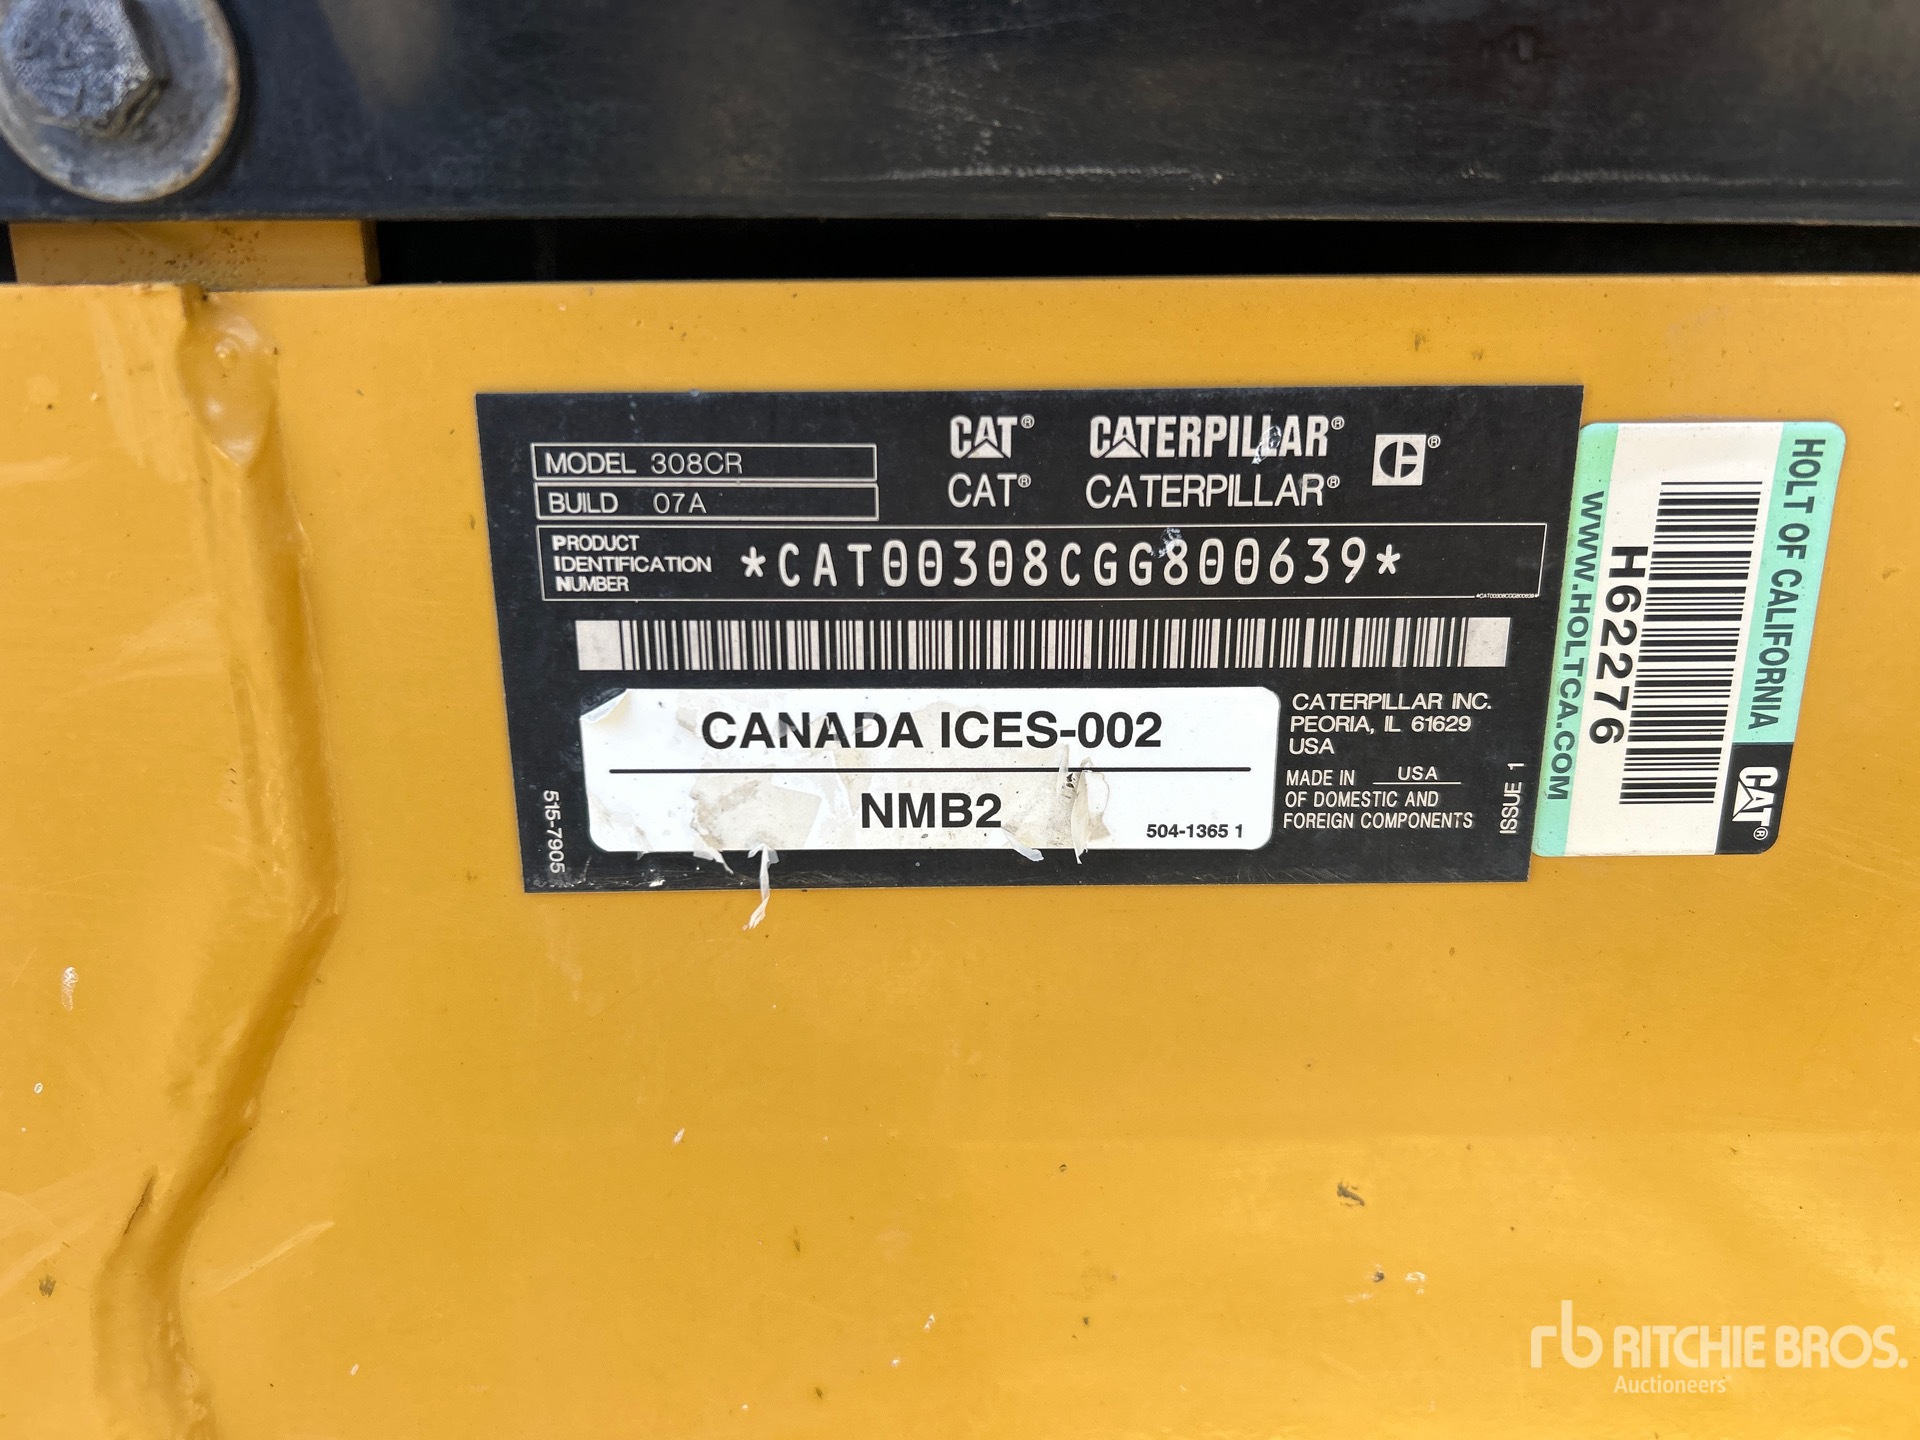 CAT® CATERPILLAR®
CAT® CATERPILLAR®
MODEL 308CR
BUILD 07A
PRODUCT
IDENTIFICATION
NUMBER
*CAT00308CGG800639*
*CAT00308CGG800639*
CANADA ICES-002
NMB2
504-1365 1
CATERPILLAR INC.
PEORIA, IL 61629
USA
MADE IN USA
OF DOMESTIC AND
FOREIGN COMPONENTS
ISSUE 1
515-7905
HOLT OF CALIFORNIA
H62276
WWW.HOLTCA.COM
CAT®
rb RITCHIE BROS.
Auctioneers